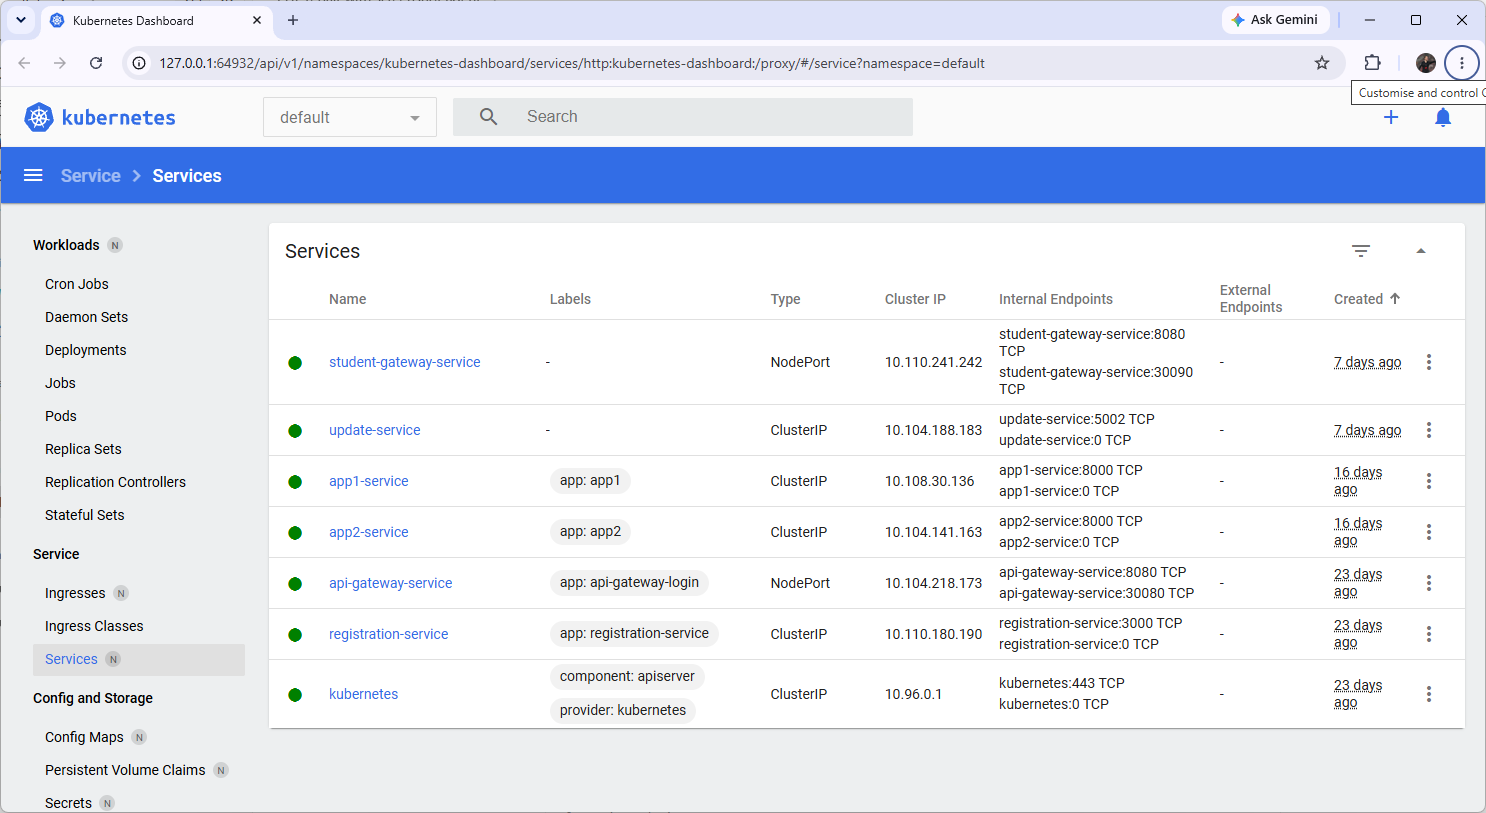 Kubernetes Dashboard
Ask Gemini
127.0.0.1:64932/api/v1/namespaces/kubernetes-dashboard/services/http:kubernetes-dashboard:/proxy/#/service?namespace=default
Customise and control
kubernetes
default
Search
Service > Services
Workloads N
Cron Jobs
Daemon Sets
Deployments
Jobs
Pods
Replica Sets
Replication Controllers
Stateful Sets
Service
Ingresses N
Ingress Classes
Services N
Config and Storage
Config Maps N
Persistent Volume Claims N
Secrets N
Services
Name Labels Type Cluster IP Internal Endpoints External Endpoints Created
student-gateway-service - NodePort 10.110.241.242 student-gateway-service:8080 TCP - 7 days ago
student-gateway-service:30090 TCP
update-service - ClusterIP 10.104.188.183 update-service:5002 TCP - 7 days ago
update-service:0 TCP
app1-service app: app1 ClusterIP 10.108.30.136 app1-service:8000 TCP - 16 days ago
app1-service:0 TCP
app2-service app: app2 ClusterIP 10.104.141.163 app2-service:8000 TCP - 16 days ago
app2-service:0 TCP
api-gateway-service app: api-gateway-login NodePort 10.104.218.173 api-gateway-service:8080 TCP - 23 days ago
api-gateway-service:30080 TCP
registration-service app: registration-service ClusterIP 10.110.180.190 registration-service:3000 TCP - 23 days ago
registration-service:0 TCP
kubernetes component: apiserver ClusterIP 10.96.0.1 kubernetes:443 TCP - 23 days ago
provider: kubernetes kubernetes:0 TCP